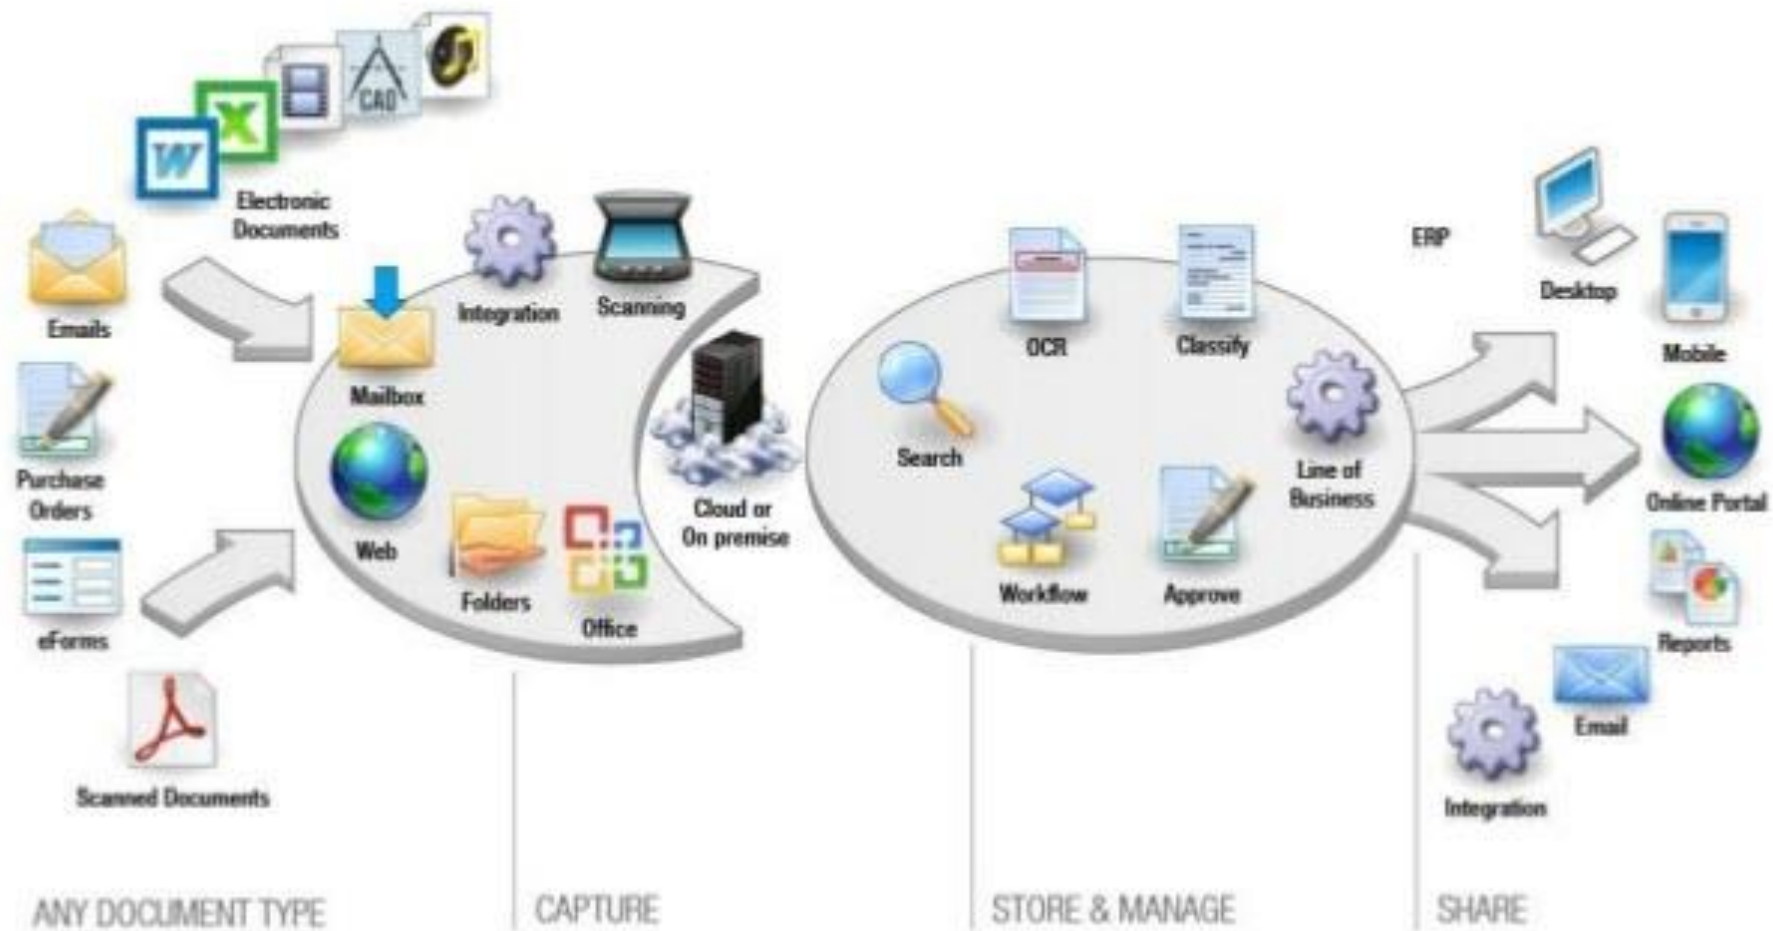 CAD
W
X
Electronic
Documents
Emails
Purchase
Orders
eForms
Scanned Documents
Integration
Scanning
Mailbox
Web
Folders
Office
Cloud or
On premise
OCR
Classify
Search
Line of
Business
Workflow
Approve
ERP
Desktop
Mobile
Online Portal
Reports
Email
Integration
ANY DOCUMENT TYPE
CAPTURE
STORE & MANAGE
SHARE